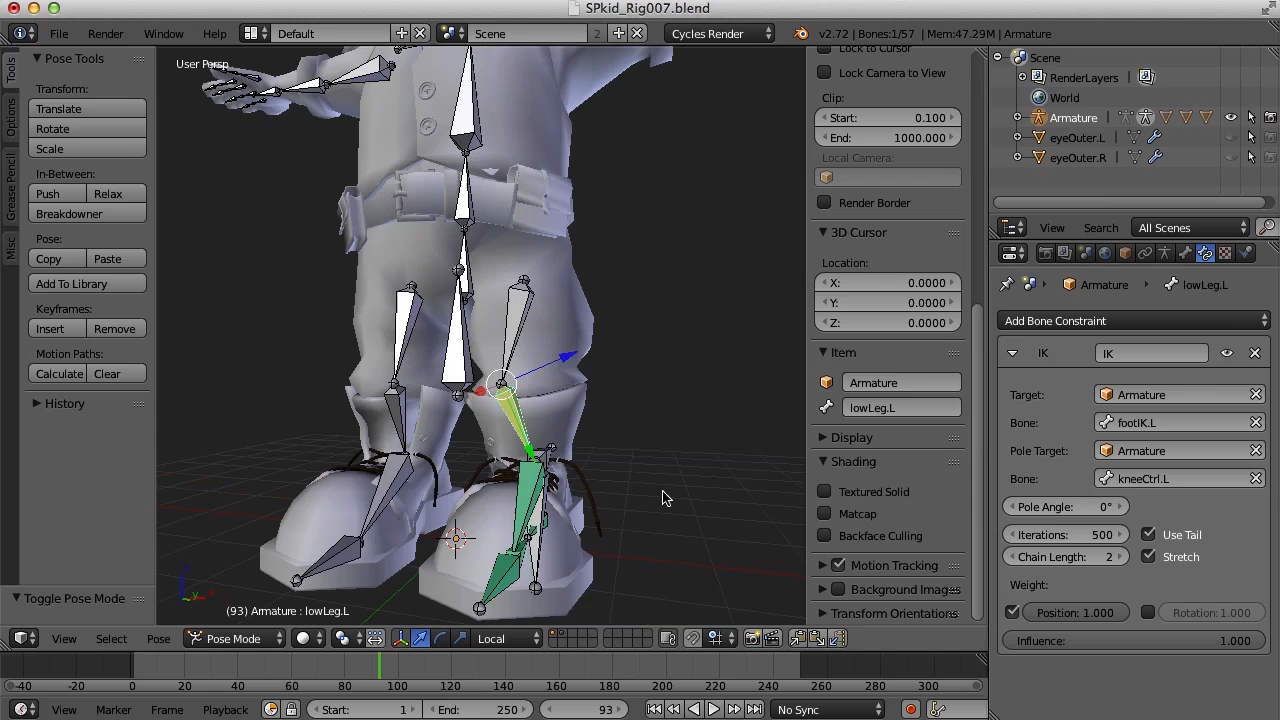 SPkid_Rig007.blend
File Render Window Help Default Scene 2 Cycles Render v2.72 | Bones:1/57 | Mem:47.29M | Armature
Tools
Options
Grease Pencil
Misc
Pose Tools
Transform:
Translate
Rotate
Scale
In-Between:
Push Relax
Breakdowner
Pose:
Copy Paste
Add To Library
Keyframes:
Insert Remove
Motion Paths:
Calculate Clear
History
Toggle Pose Mode
User Persp
(93) Armature : lowLeg.L
Lock to Cursor
Lock Camera to View
Clip:
Start: 0.100
End: 1000.000
Local Camera:
Render Border
3D Cursor
Location:
X: 0.0000
Y: 0.0000
Z: 0.0000
Item
Armature
lowLeg.L
Display
Shading
Textured Solid
Matcap
Backface Culling
Motion Tracking
Background Images
Transform Orientations
Scene
RenderLayers
World
Armature
eyeOuter.L
eyeOuter.R
View Search All Scenes
Armature lowLeg.L
Add Bone Constraint
IK IK
Target: Armature
Bone: footIK.L
Pole Target: Armature
Bone: kneeCtrl.L
Pole Angle: 0°
Iterations: 500 Use Tail
Chain Length: 2 Stretch
Weight:
Position: 1.000 Rotation: 1.000
Influence: 1.000
View Select Pose Pose Mode Local
-40 -20 0 20 40 60 80 100 120 140 160 180 200 220 240 260 280 300
View Marker Frame Playback Start: 1 End: 250 93 No Sync